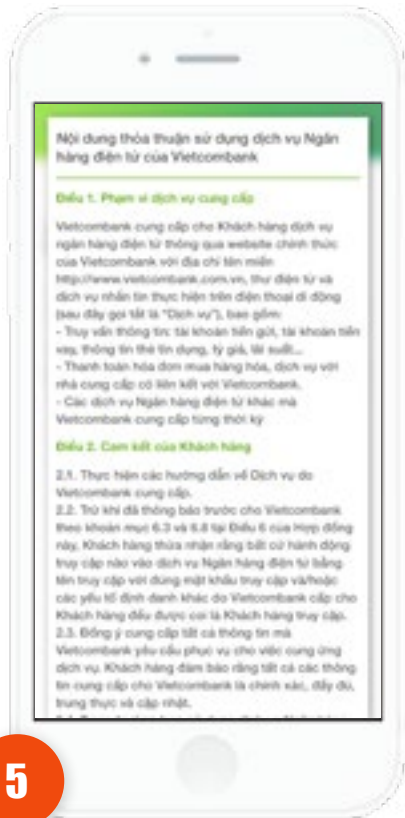 Nội dung thỏa thuận sử dụng dịch vụ Ngân
hàng điện tử của Vietcombank
Điều 1. Phạm vi dịch vụ cung cấp
Vietcombank cung cấp cho Khách hàng dịch vụ
ngân hàng điện tử thông qua website chính thức
của Vietcombank với địa chỉ tên miền
http://www.vietcombank.com.vn, thư điện tử và
dịch vụ nhắn tin thực hiện trên điện thoại di động
(sau đây gọi tắt là "Dịch vụ"), bao gồm:
- Truy vấn thông tin: tài khoản tiền gửi, tài khoản tiền
vay, thông tin thẻ tín dụng, tỷ giá, lãi suất...
- Thanh toán hóa đơn mua hàng hóa, dịch vụ với
nhà cung cấp có liên kết với Vietcombank.
- Các dịch vụ Ngân hàng điện tử khác mà
Vietcombank cung cấp từng thời kỳ
Điều 2. Cam kết của Khách hàng
2.1. Thực hiện các hướng dẫn về Dịch vụ do
Vietcombank cung cấp.
2.2. Trừ khi đã thông báo trước cho Vietcombank
theo khoản mục 6.3 và 6.8 tại Điều 6 của Hợp đồng
này, Khách hàng thừa nhận rằng bất cứ hành động
truy cập nào vào dịch vụ Ngân hàng điện tử bằng
tên truy cập với đúng mật khẩu truy cập và/hoặc
các yếu tố định danh khác do Vietcombank cấp cho
Khách hàng đều được coi là Khách hàng truy cập.
2.3. Đồng ý cung cấp tất cả thông tin mà
Vietcombank yêu cầu phục vụ cho việc cung ứng
dịch vụ. Khách hàng đảm bảo rằng tất cả các thông
tin cung cấp cho Vietcombank là chính xác, đầy đủ,
trung thực và cập nhật.
5